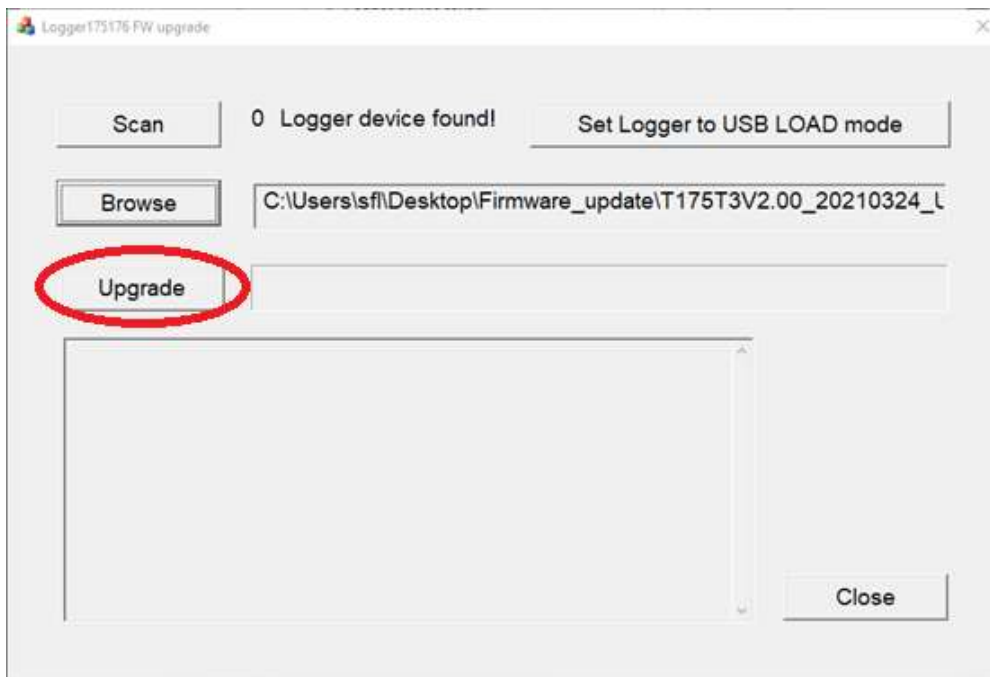 Logger175176 FW upgrade
Scan
0 Logger device found!
Set Logger to USB LOAD mode
Browse
C:\Users\sfl\Desktop\Firmware_update\T175T3V2.00_20210324_
Upgrade
Close